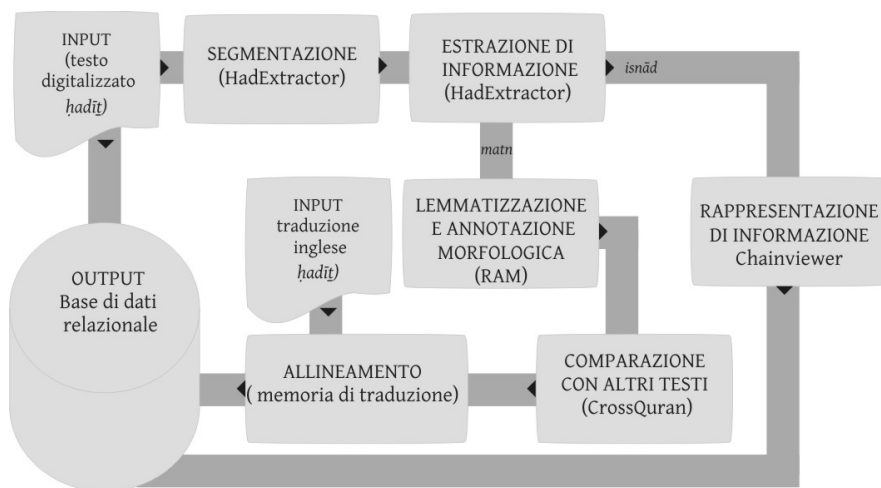 INPUT
(testo
digitalizzato
ḥadīṯ)
SEGMENTAZIONE
(HadExtractor)
ESTRAZIONE DI
INFORMAZIONE
(HadExtractor)
isnād
matn
INPUT
traduzione
inglese
ḥadīṯ)
LEMMATIZZAZIONE
E ANNOTAZIONE
MORFOLOGICA
(RAM)
RAPPRESENTAZIONE
DI INFORMAZIONE
Chainviewer
OUTPUT
Base di dati
relazionale
ALLINEAMENTO
( memoria di traduzione)
COMPARAZIONE
CON ALTRI TESTI
(CrossQuran)